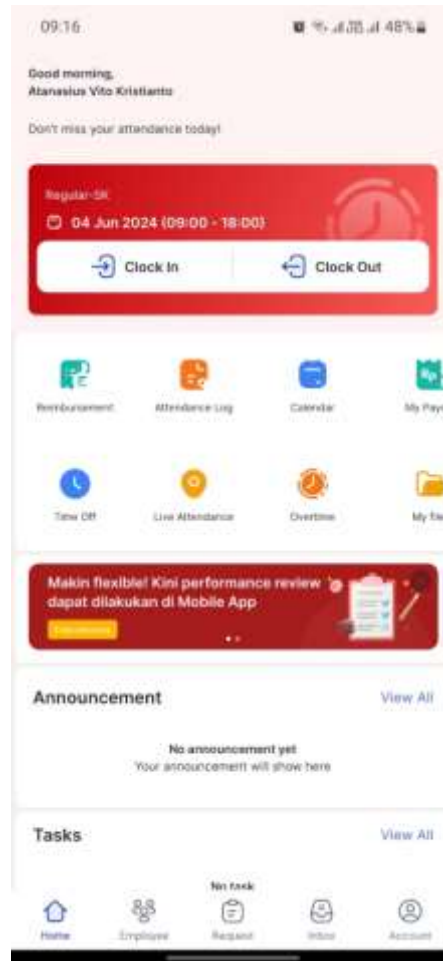 09:16
48%
Good morning,
Atanasius Vito Kristianto
Don't miss your attendance today!
Regular-5K
04 Jun 2024 (09:00 - 18:00)
Clock In
Clock Out
Reimbursement
Attendance Log
Calendar
My Pays
Time Off
Live Attendance
Overtime
My file
Makin flexible! Kini performance review
dapat dilakukan di Mobile App
Announcement
View All
No announcement yet
Your announcement will show here
Tasks
View All
No task
Home
Employee
Request
Inbox
Account